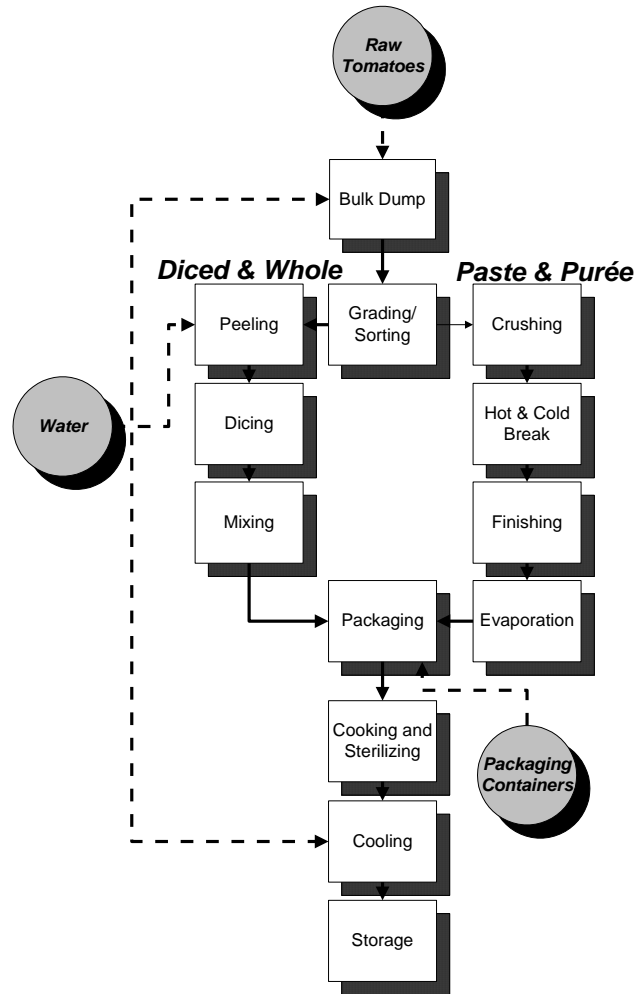 Raw
Tomatoes
Bulk Dump
Diced & Whole
Paste & Purée
Peeling
Grading/
Sorting
Crushing
Water
Dicing
Hot & Cold
Break
Mixing
Finishing
Packaging
Evaporation
Cooking and
Sterilizing
Packaging
Containers
Cooling
Storage